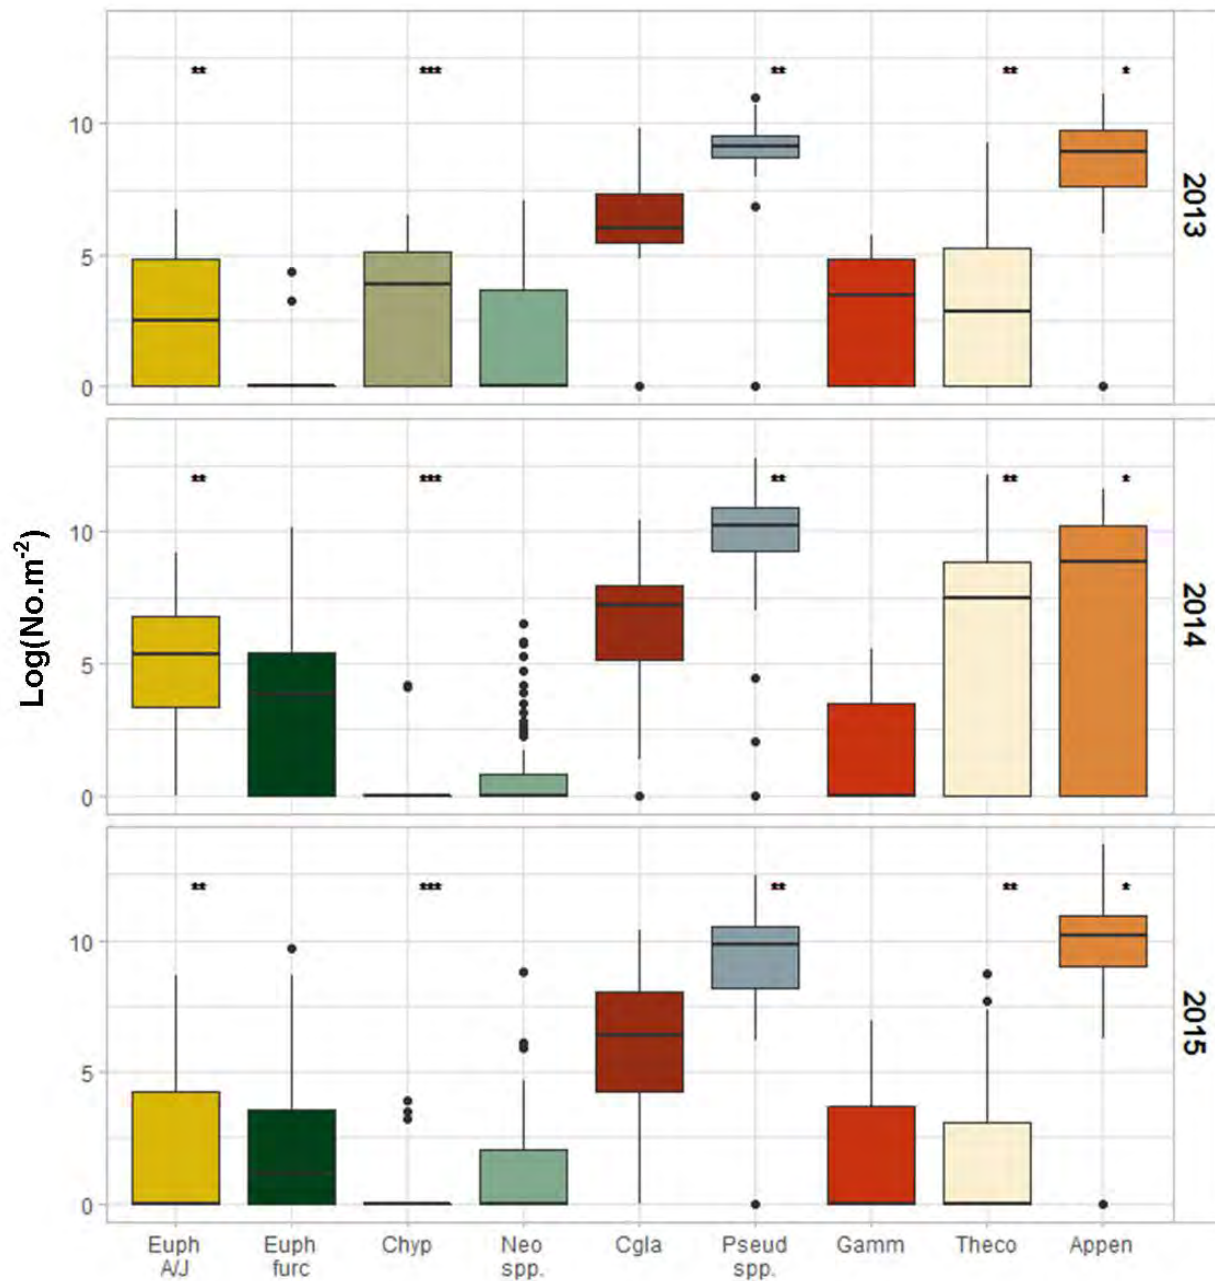 ** *** ** ** *
10
5
0
2013
** *** ** ** *
10
5
0
2014
Log(No.m-2)
** *** ** ** *
10
5
0
2015
Euph A/J
Euph furc
Chyp
Neo spp.
Cgla
Pseud spp.
Gamm
Theco
Appen